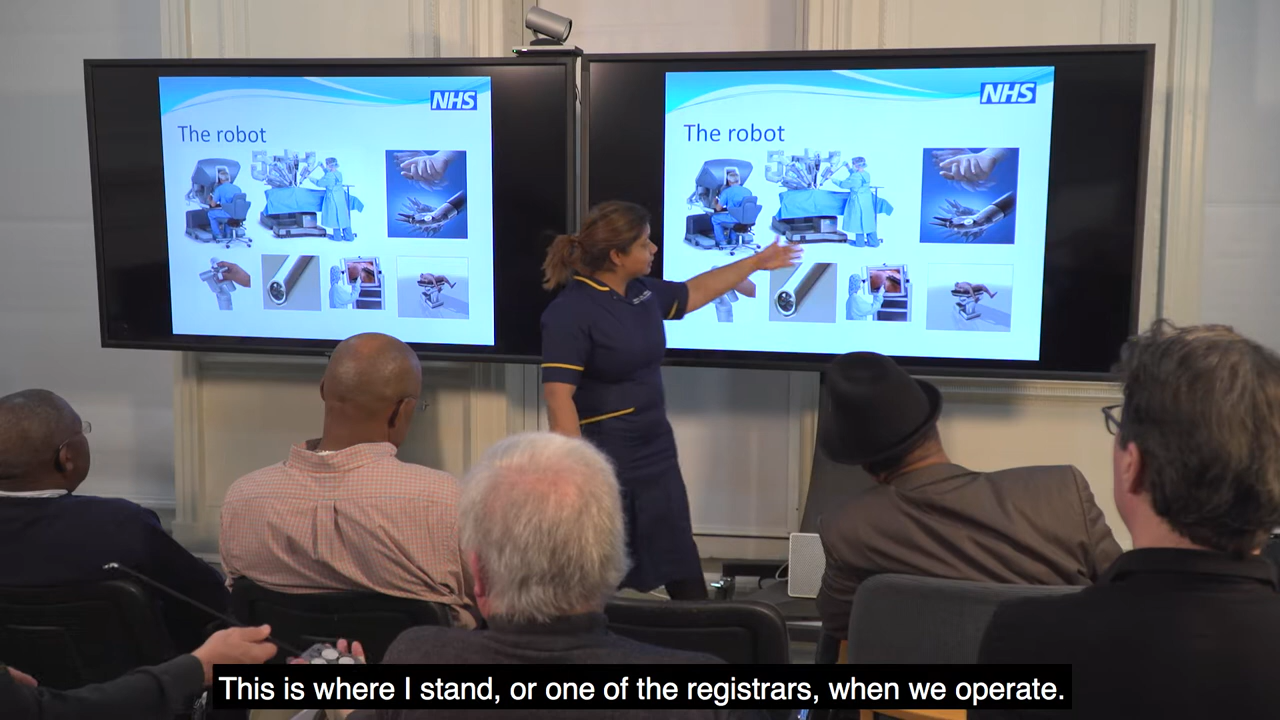 NHS
The robot
NHS
The robot
This is where I stand, or one of the registrars, when we operate.